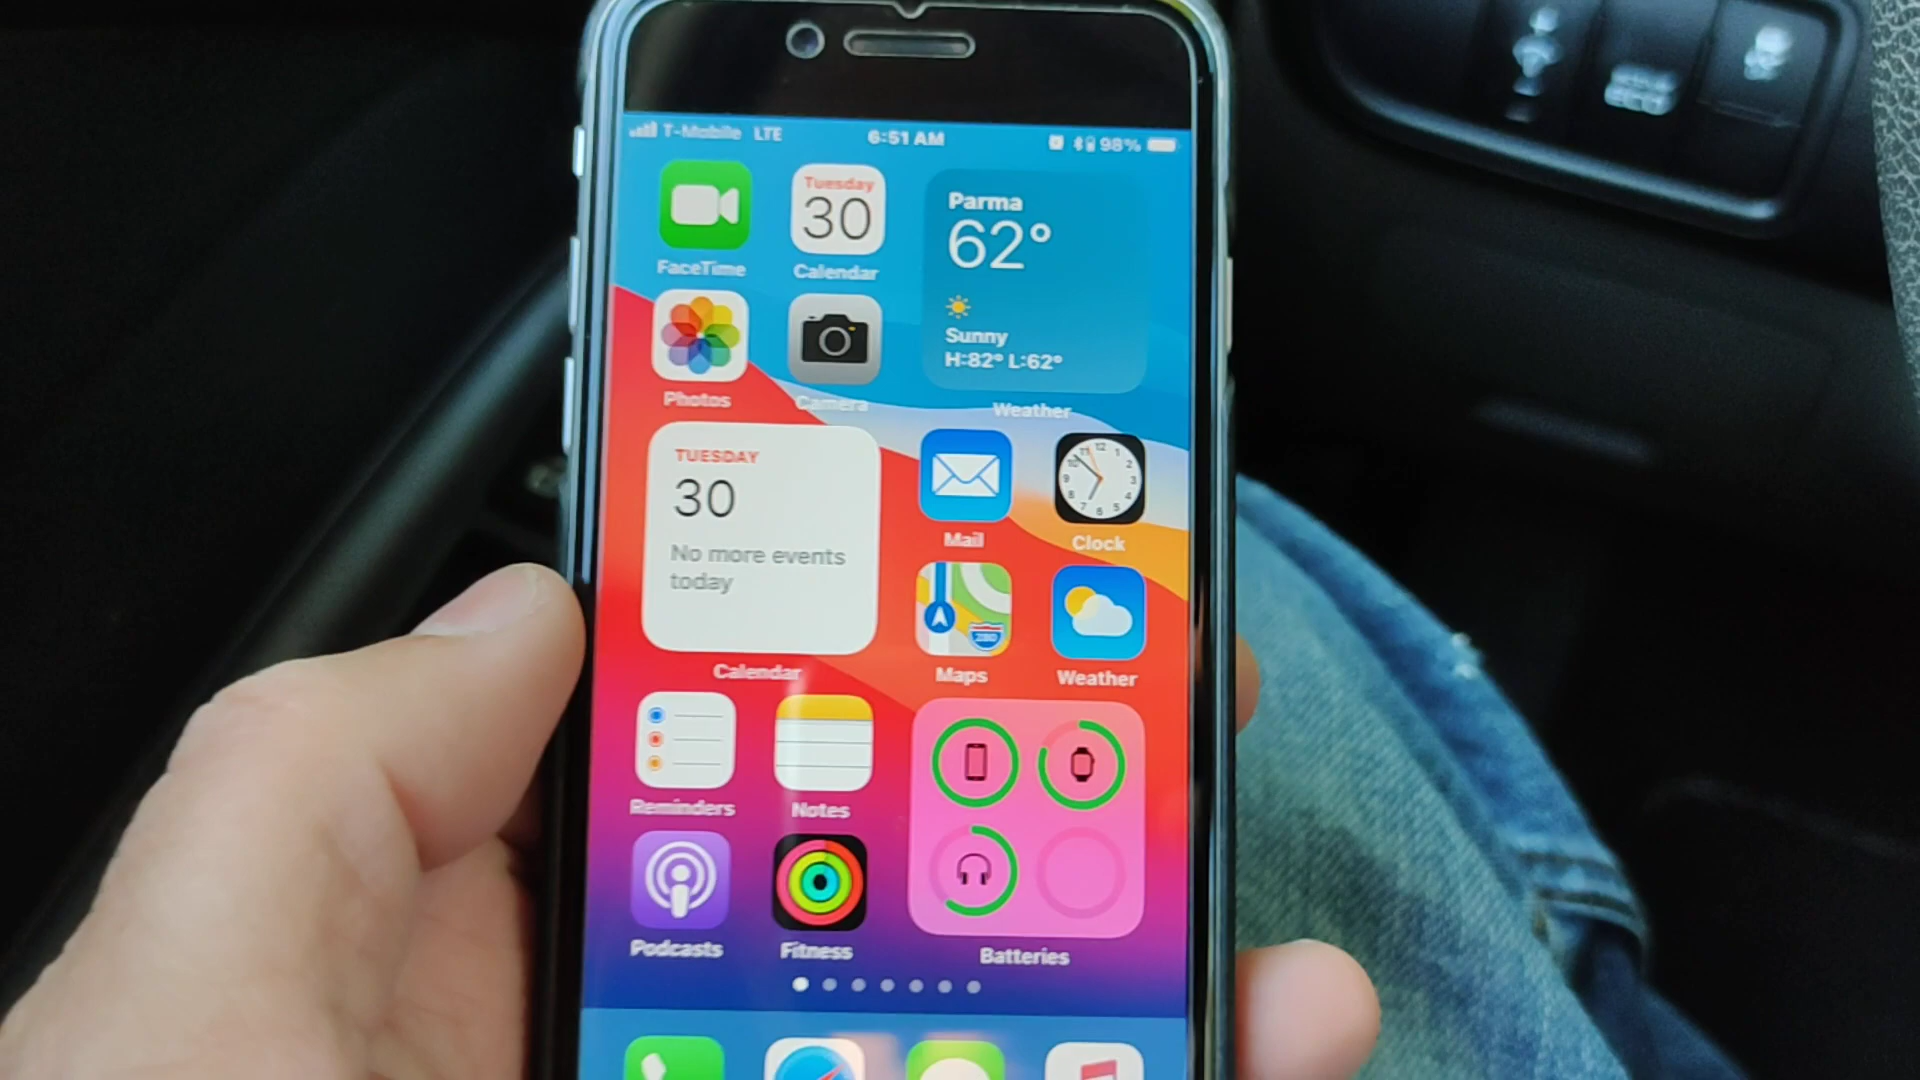 T-Mobile LTE 6:51 AM 98%
FaceTime
Tuesday
30
Calendar
Parma
62°
Sunny
H:82° L:62°
Weather
Photos
Camera
TUESDAY
30
No more events
today
Calendar
Mail
Clock
280
Maps
Weather
Reminders
Notes
Podcasts
Fitness
Batteries